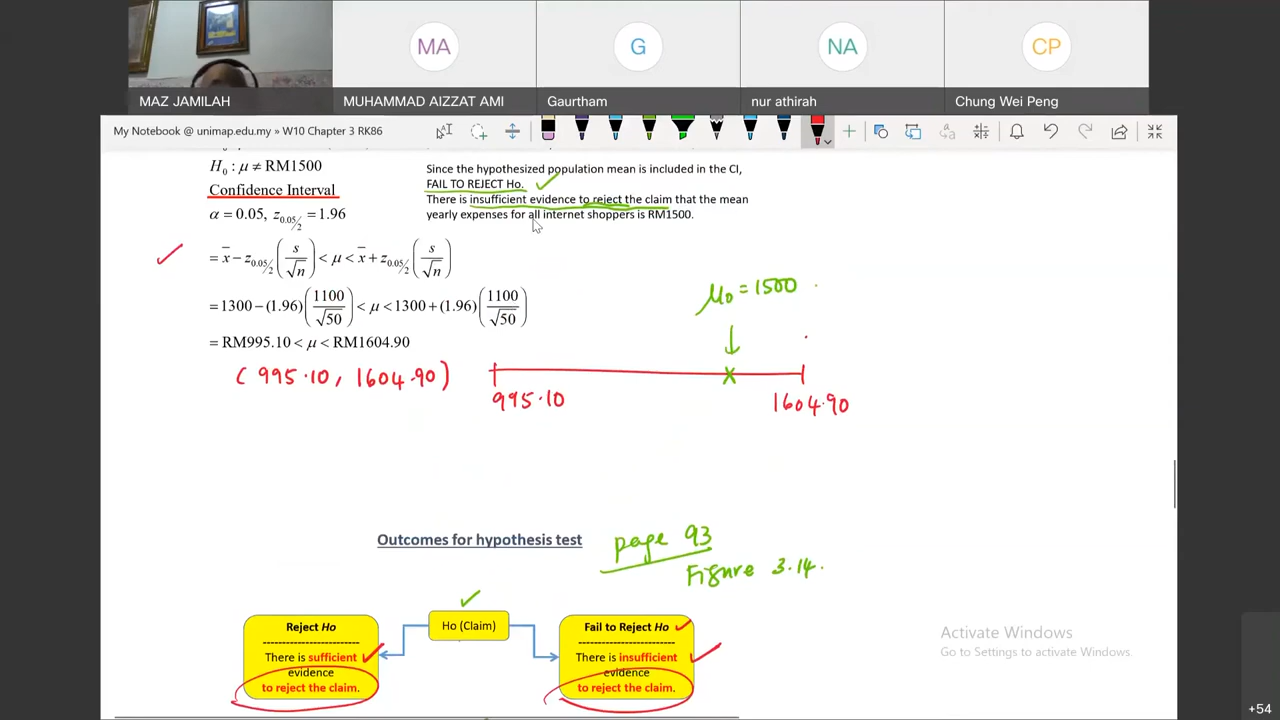 MA
G
NA
CP
MAZ JAMILAH
MUHAMMAD AIZZAT AMI
Gaurtham
nur athirah
Chung Wei Peng
My Notebook @ unimap.edu.my » W10 Chapter 3 RK86
H₀ : μ ≠ RM1500
Since the hypothesized population mean is included in the CI,
FAIL TO REJECT Ho.
Confidence Interval
There is insufficient evidence to reject the claim that the mean
yearly expenses for all internet shoppers is RM1500.
α = 0.05, z_{0.05/2} = 1.96
= x̄ − z_{0.05/2} (s/√n) < μ < x̄ + z_{0.05/2} (s/√n)
μ₀ = 1500
= 1300 − (1.96)(1100/√50) < μ < 1300 + (1.96)(1100/√50)
= RM995.10 < μ < RM1604.90
(995.10, 1604.90)
995.10
1604.90
Outcomes for hypothesis test
page 93
Figure 3.14.
Ho (Claim)
Reject Ho
There is sufficient
evidence
to reject the claim.
Fail to Reject Ho
There is insufficient
evidence
to reject the claim.
Activate Windows
Go to Settings to activate Windows.
+54